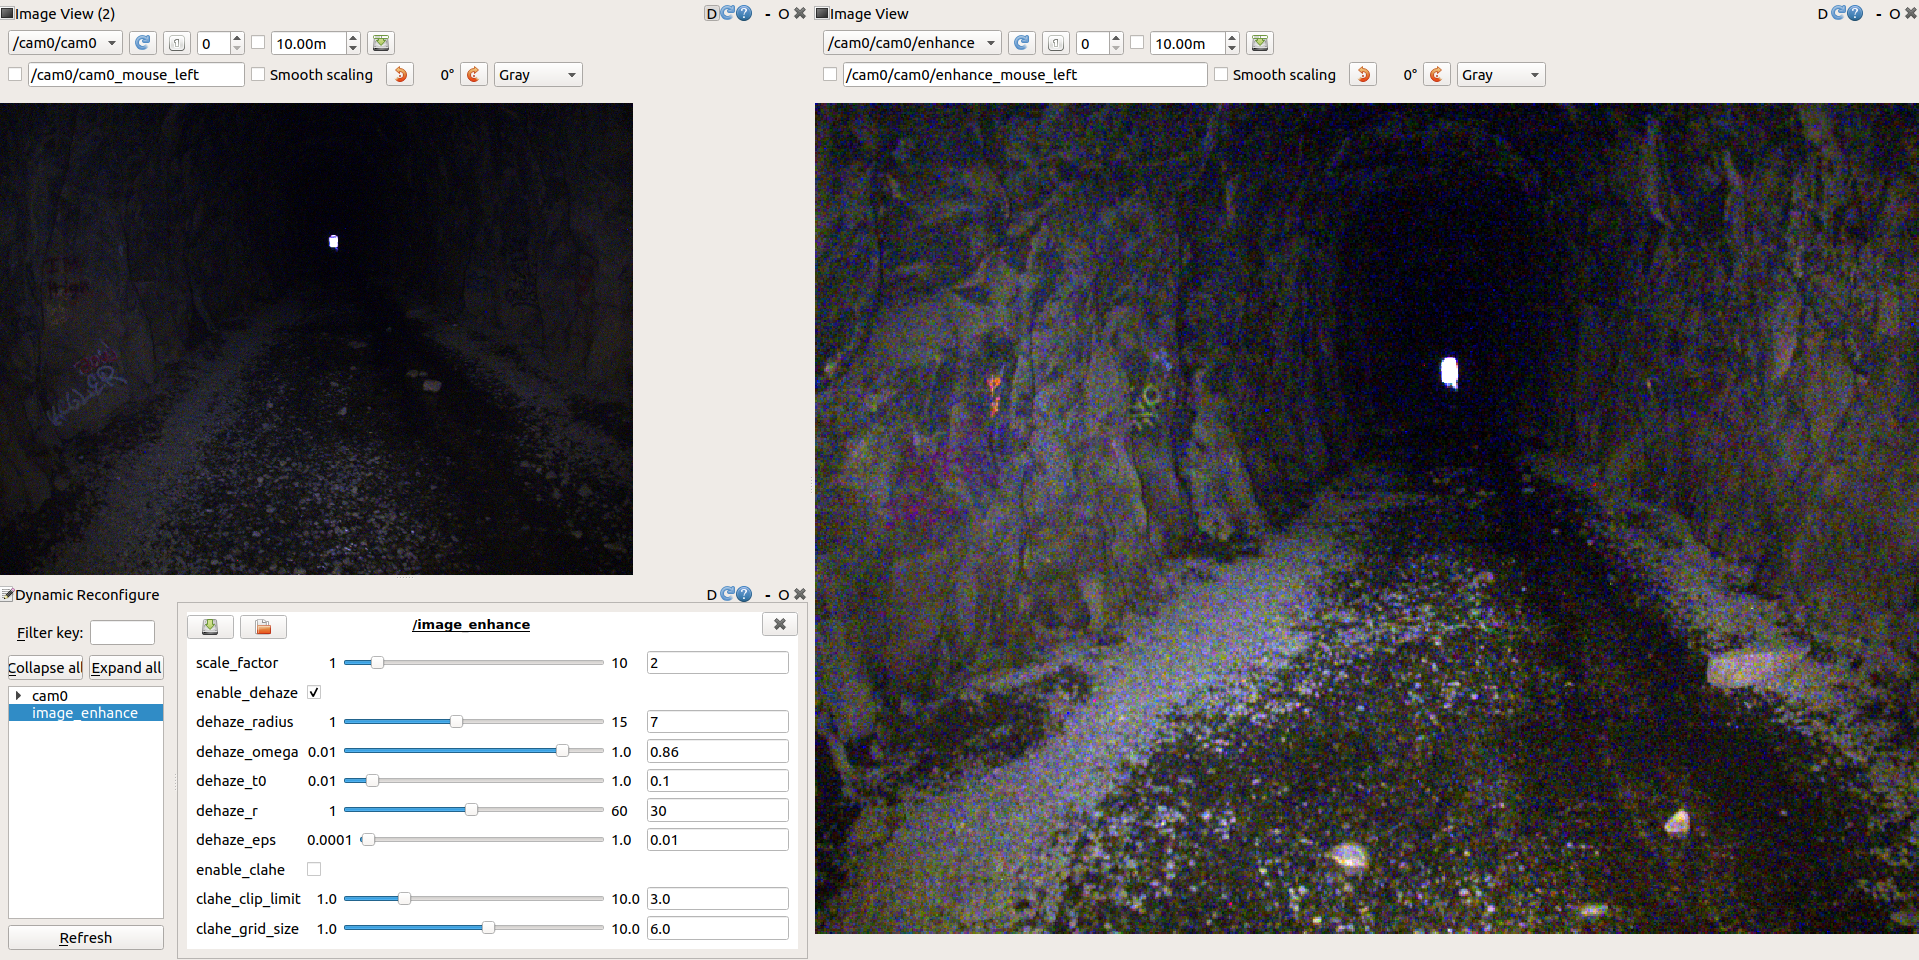 Image View (2) D - O
/cam0/cam0 0 10.00m
/cam0/cam0_mouse_left Smooth scaling 0° Gray
Image View D - O
/cam0/cam0/enhance 0 10.00m
/cam0/cam0/enhance_mouse_left Smooth scaling 0° Gray
Dynamic Reconfigure D - O
Filter key:
Collapse all Expand all
cam0
image_enhance
Refresh
/image_enhance
scale_factor 1 10 2
enable_dehaze
dehaze_radius 1 15 7
dehaze_omega 0.01 1.0 0.86
dehaze_t0 0.01 1.0 0.1
dehaze_r 1 60 30
dehaze_eps 0.0001 1.0 0.01
enable_clahe
clahe_clip_limit 1.0 10.0 3.0
clahe_grid_size 1.0 10.0 6.0